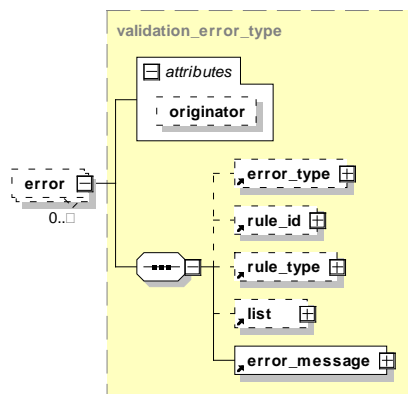 validation_error_type
attributes
originator
error
0..□
error_type
rule_id
rule_type
list
error_message